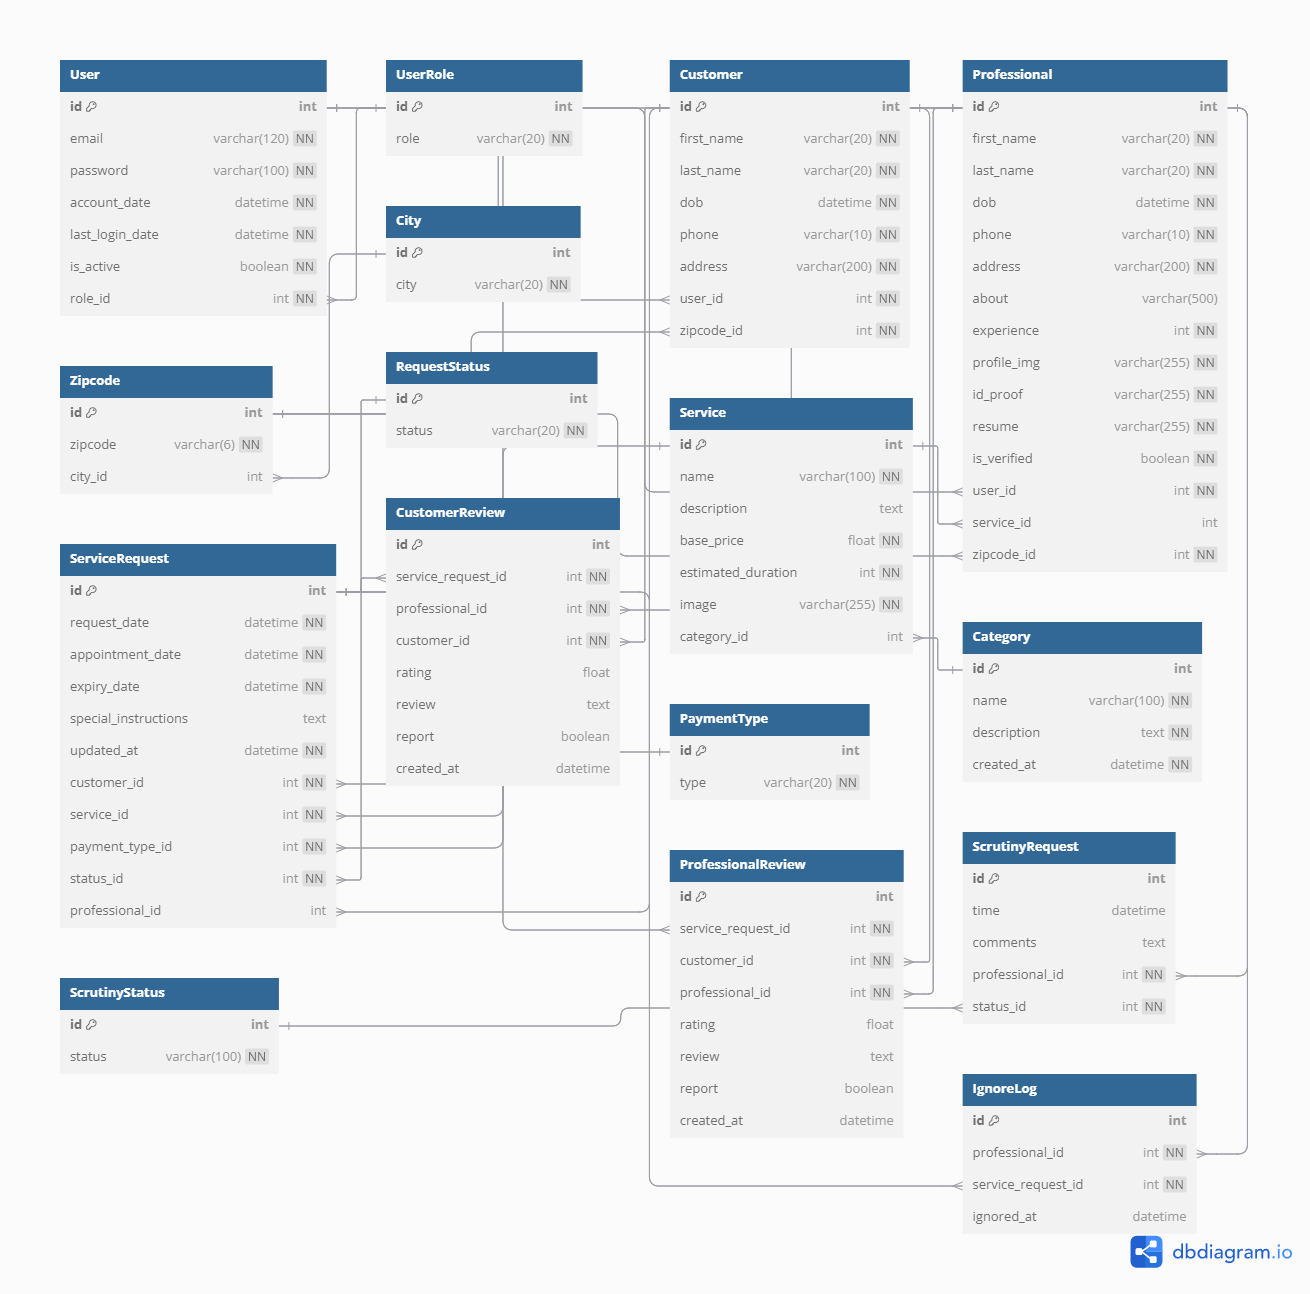 User
id int
email varchar(120) NN
password varchar(100) NN
account_date datetime NN
last_login_date datetime NN
is_active boolean NN
role_id int NN
UserRole
id int
role varchar(20) NN
City
id int
city varchar(20) NN
Customer
id int
first_name varchar(20) NN
last_name varchar(20) NN
dob datetime NN
phone varchar(10) NN
address varchar(200) NN
user_id int NN
zipcode_id int NN
Professional
id int
first_name varchar(20) NN
last_name varchar(20) NN
dob datetime NN
phone varchar(10) NN
address varchar(200) NN
about varchar(500)
experience int NN
profile_img varchar(255) NN
id_proof varchar(255) NN
resume varchar(255) NN
is_verified boolean NN
user_id int NN
service_id int
zipcode_id int NN
Zipcode
id int
zipcode varchar(6) NN
city_id int
RequestStatus
id int
status varchar(20) NN
Service
id int
name varchar(100) NN
description text
base_price float NN
estimated_duration int NN
image varchar(255) NN
category_id int
CustomerReview
id int
service_request_id int NN
professional_id int NN
customer_id int NN
rating float
review text
report boolean
created_at datetime
ServiceRequest
id int
request_date datetime NN
appointment_date datetime NN
expiry_date datetime NN
special_instructions text
updated_at datetime NN
customer_id int NN
service_id int NN
payment_type_id int NN
status_id int NN
professional_id int
Category
id int
name varchar(100) NN
description text NN
created_at datetime NN
PaymentType
id int
type varchar(20) NN
ProfessionalReview
id int
service_request_id int NN
customer_id int NN
professional_id int NN
rating float
review text
report boolean
created_at datetime
ScrutinyRequest
id int
time datetime
comments text
professional_id int NN
status_id int NN
ScrutinyStatus
id int
status varchar(100) NN
IgnoreLog
id int
professional_id int NN
service_request_id int NN
ignored_at datetime
dbdiagram.io